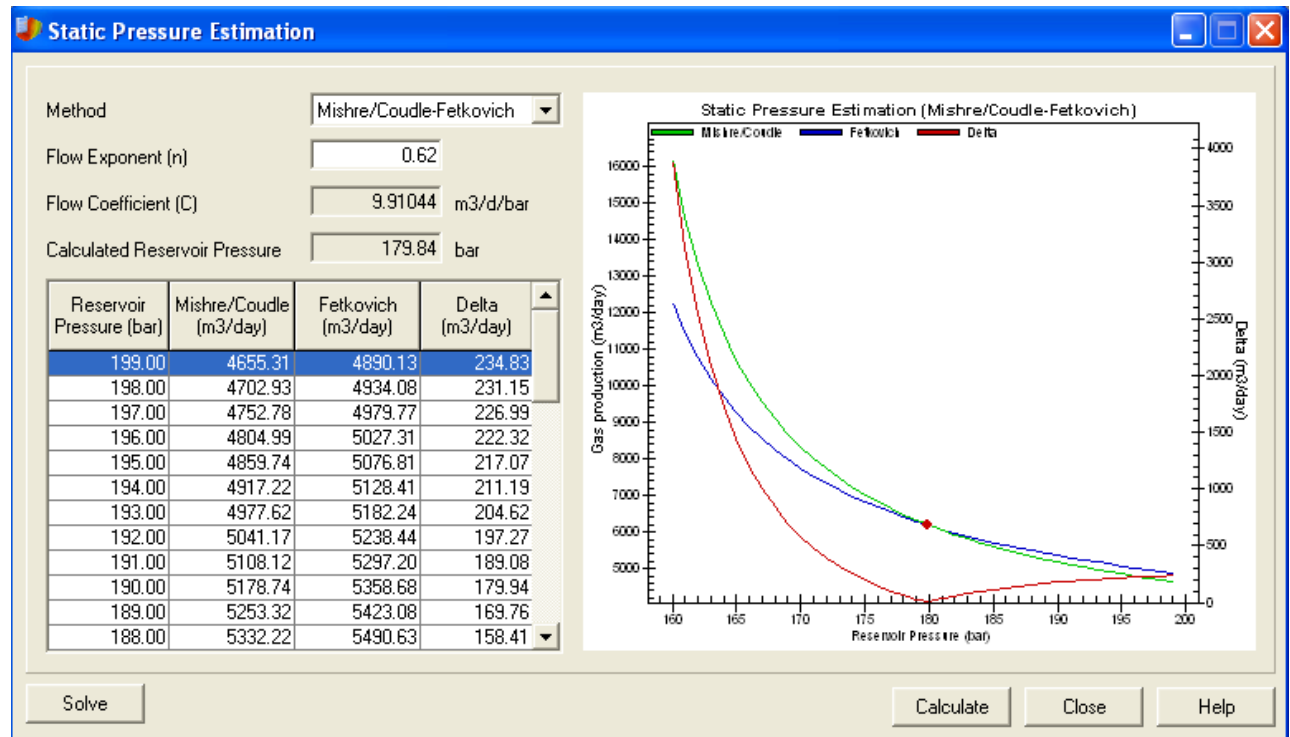 Static Pressure Estimation
Method Mishre/Coudle-Fetkovich
Flow Exponent (n) 0.62
Flow Coefficient (C) 9.91044 m3/d/bar
Calculated Reservoir Pressure 179.84 bar
Reservoir Pressure (bar) Mishre/Coudle (m3/day) Fetkovich (m3/day) Delta (m3/day)
199.00 4655.31 4890.13 234.83
198.00 4702.93 4934.08 231.15
197.00 4752.78 4979.77 226.99
196.00 4804.99 5027.31 222.32
195.00 4859.74 5076.81 217.07
194.00 4917.22 5128.41 211.19
193.00 4977.62 5182.24 204.62
192.00 5041.17 5238.44 197.27
191.00 5108.12 5297.20 189.08
190.00 5178.74 5358.68 179.94
189.00 5253.32 5423.08 169.76
188.00 5332.22 5490.63 158.41
Static Pressure Estimation (Mishre/Coudle-Fetkovich)
Mishre/Coudle Fetkovich Delta
Gas production (m3/day)
16000
15000
14000
13000
12000
11000
10000
9000
8000
7000
6000
5000
4000
3500
3000
2500
2000
1500
1000
500
0
Delta (m3/day)
160 165 170 175 180 185 190 195 200
Reservoir Pressure (bar)
Solve Calculate Close Help